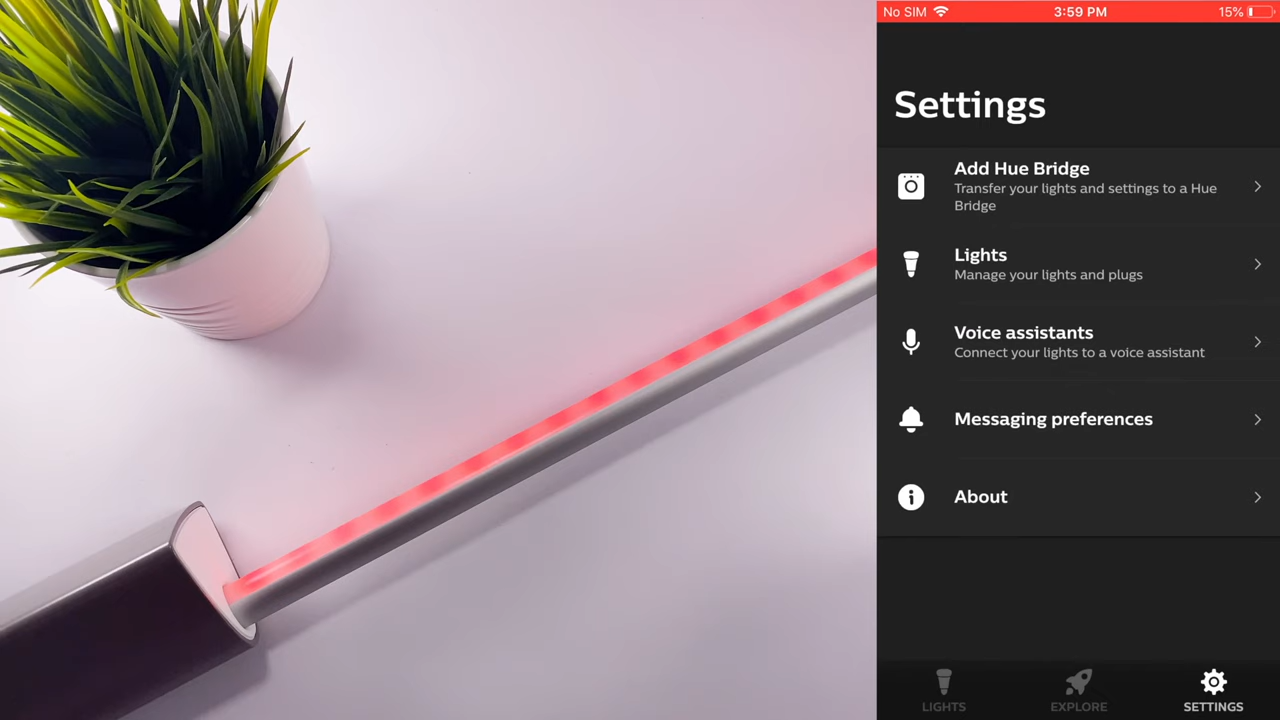 No SIM 3:59 PM 15%
Settings
Add Hue Bridge
Transfer your lights and settings to a Hue
Bridge
Lights
Manage your lights and plugs
Voice assistants
Connect your lights to a voice assistant
Messaging preferences
About
LIGHTS EXPLORE SETTINGS